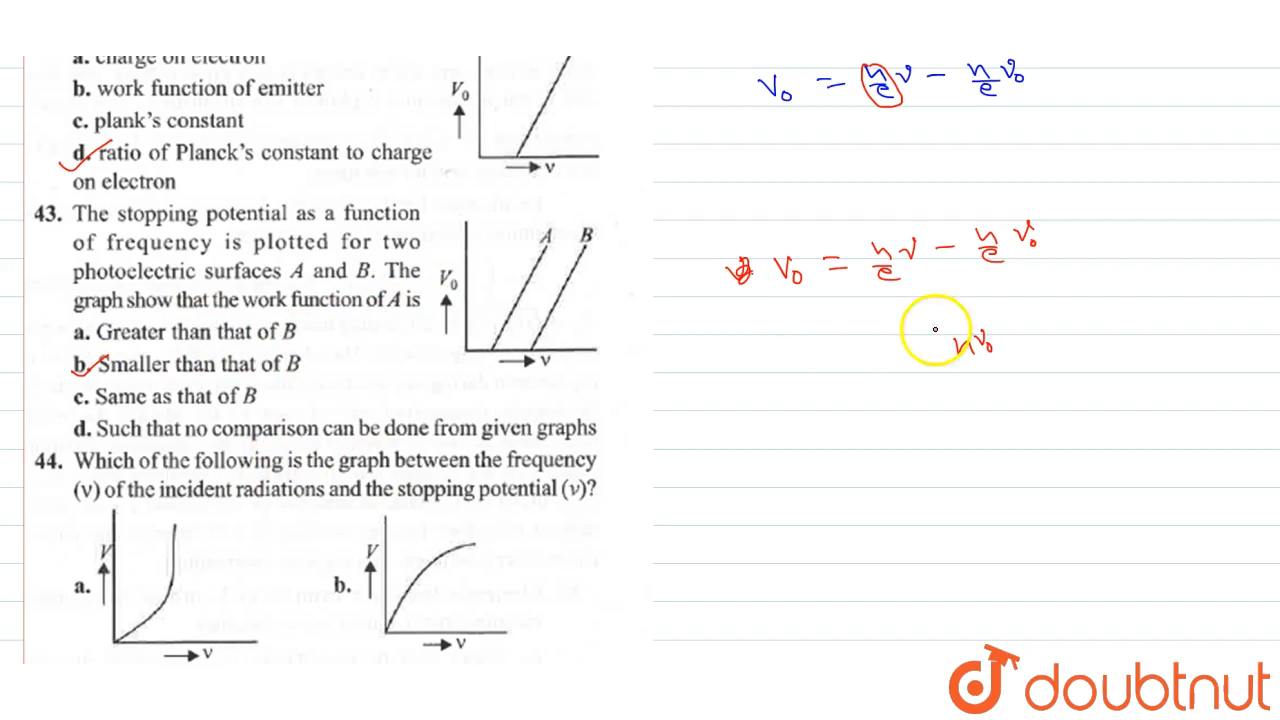 a. charge on electron
b. work function of emitter
c. plank's constant
d. ratio of Planck's constant to charge
on electron
V₀
ν
43. The stopping potential as a function
of frequency is plotted for two
photoelectric surfaces A and B. The
graph show that the work function of A is
a. Greater than that of B
b. Smaller than that of B
c. Same as that of B
d. Such that no comparison can be done from given graphs
A B
V₀
ν
44. Which of the following is the graph between the frequency
(ν) of the incident radiations and the stopping potential (ν)?
a.
V
ν
b.
V
ν
V₀ = h/e ν − h/e ν₀
V₀ = h/e ν − h/e ν₀
hν₀
doubtnut